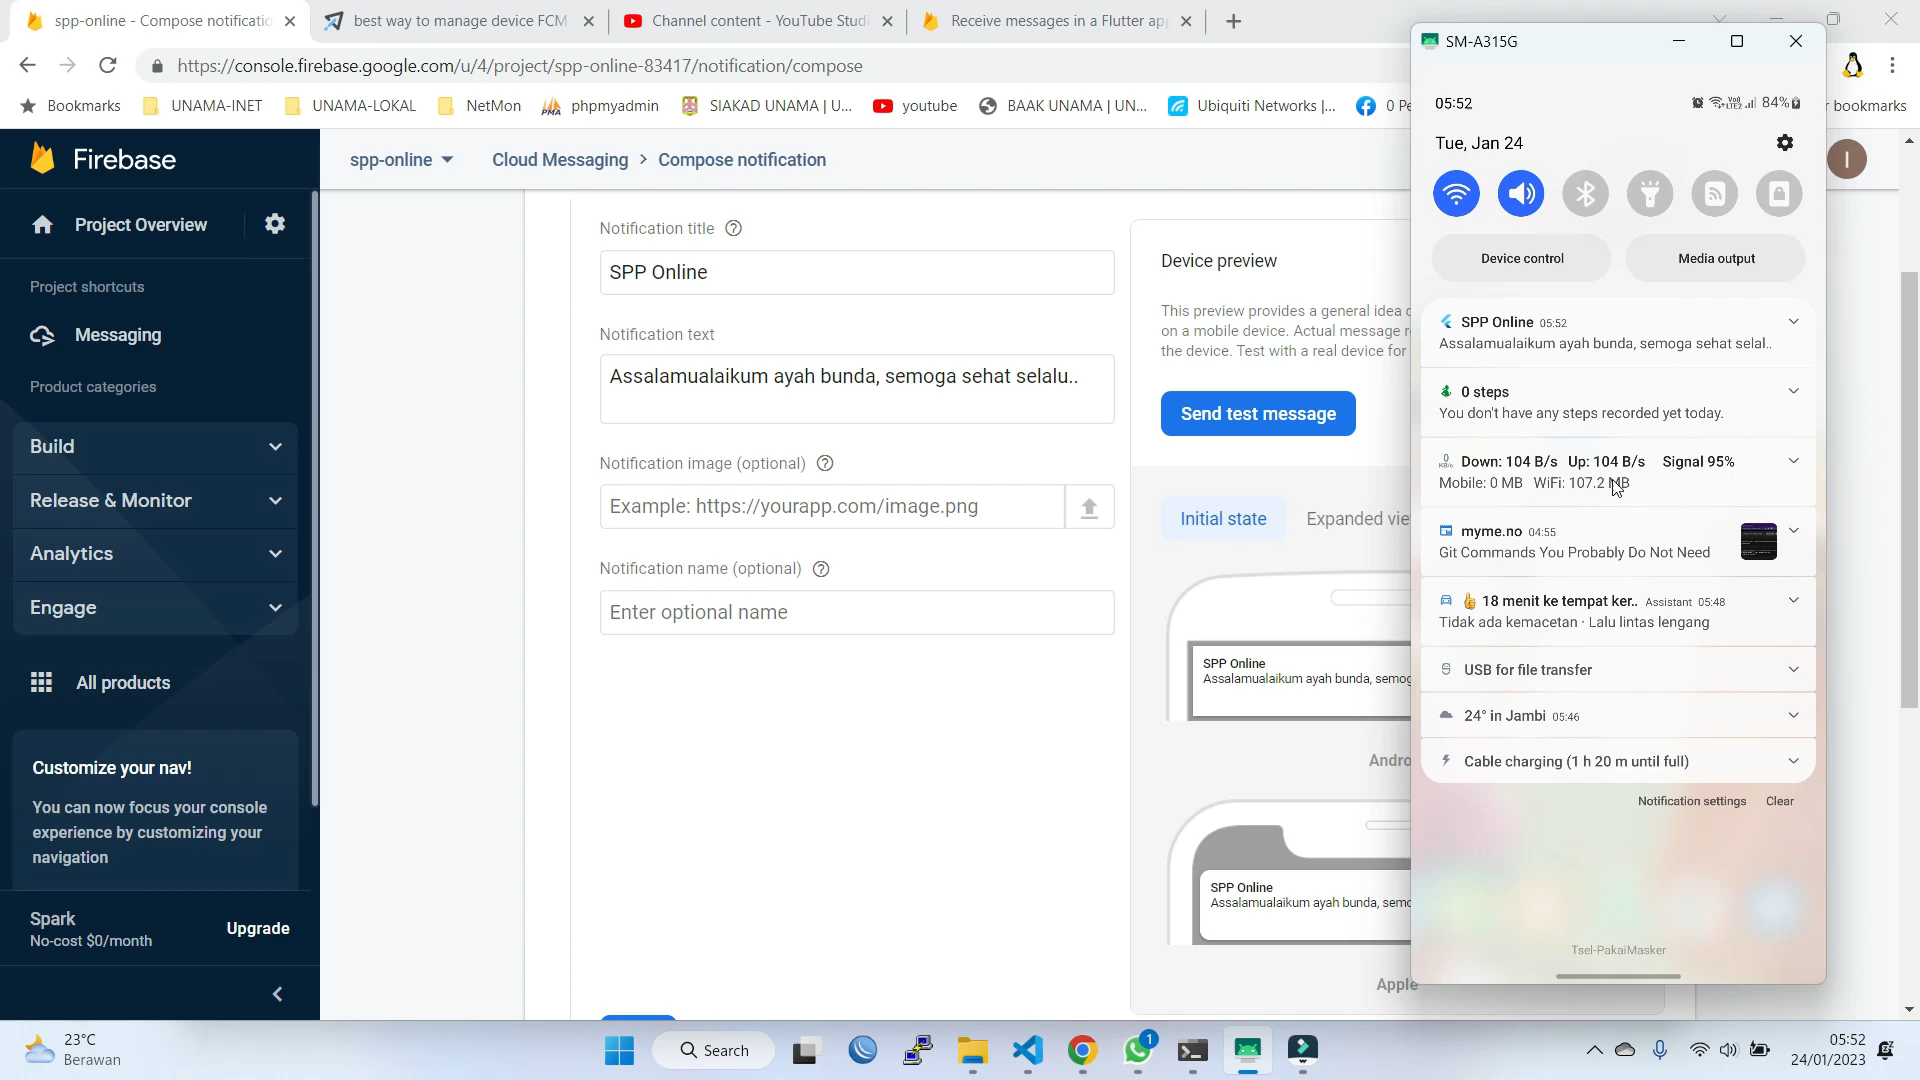 spp-online - Compose notificatio
best way to manage device FCM
Channel content - YouTube Studi
Receive messages in a Flutter app
https://console.firebase.google.com/u/4/project/spp-online-83417/notification/compose
Bookmarks
UNAMA-INET
UNAMA-LOKAL
NetMon
phpmyadmin
SIAKAD UNAMA | U...
youtube
BAAK UNAMA | UN...
Ubiquiti Networks |...
bookmarks
Firebase
spp-online
Cloud Messaging > Compose notification
I
Project Overview
Project shortcuts
Messaging
Product categories
Build
Release & Monitor
Analytics
Engage
All products
Customize your nav!
You can now focus your console
experience by customizing your
navigation
Spark
No-cost $0/month
Upgrade
Notification title
SPP Online
Notification text
Assalamualaikum ayah bunda, semoga sehat selalu..
Notification image (optional)
Example: https://yourapp.com/image.png
Notification name (optional)
Enter optional name
Device preview
This preview provides a general idea
on a mobile device. Actual message
the device. Test with a real device for
Send test message
Initial state
Expanded vie
SPP Online
Assalamualaikum ayah bunda, semog
Andro
SPP Online
Assalamualaikum ayah bunda, semo
Apple
SM-A315G
05:52
84%
Tue, Jan 24
Device control
Media output
SPP Online 05:52
Assalamualaikum ayah bunda, semoga sehat selal..
0 steps
You don't have any steps recorded yet today.
0
KB/s
Down: 104 B/s Up: 104 B/s Signal 95%
Mobile: 0 MB WiFi: 107.2 MB
myme.no 04:55
Git Commands You Probably Do Not Need
👍 18 menit ke tempat ker.. Assistant 05:48
Tidak ada kemacetan · Lalu lintas lengang
USB for file transfer
24° in Jambi 05:46
Cable charging (1 h 20 m until full)
Notification settings
Clear
Tsel-PakaiMasker
23°C
Berawan
Search
1
05:52
24/01/2023